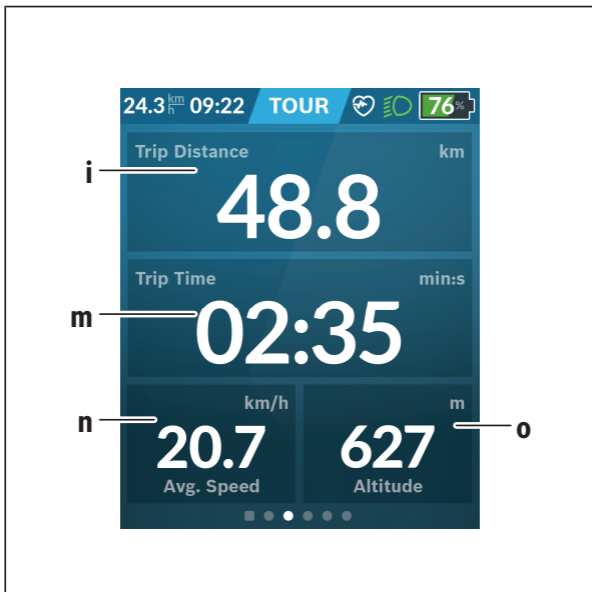 24.3 km/h 09:22 TOUR 76%
Trip Distance km
i
48.8
Trip Time min:s
m
02:35
km/h m
n o
20.7 627
Avg. Speed Altitude